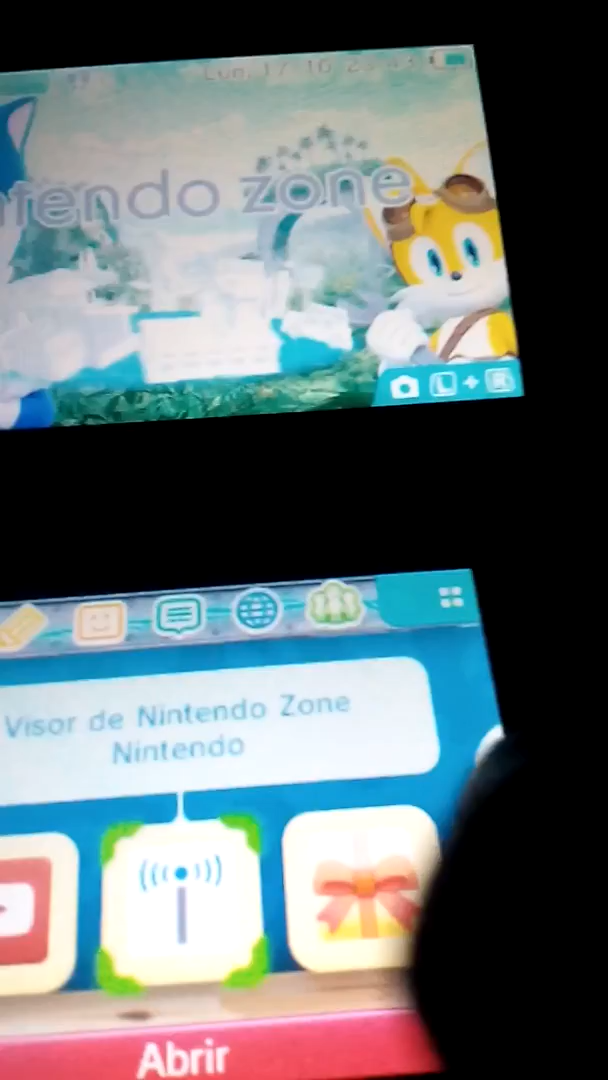 ntendo zone
L + R
Visor de Nintendo Zone
Nintendo
Abrir